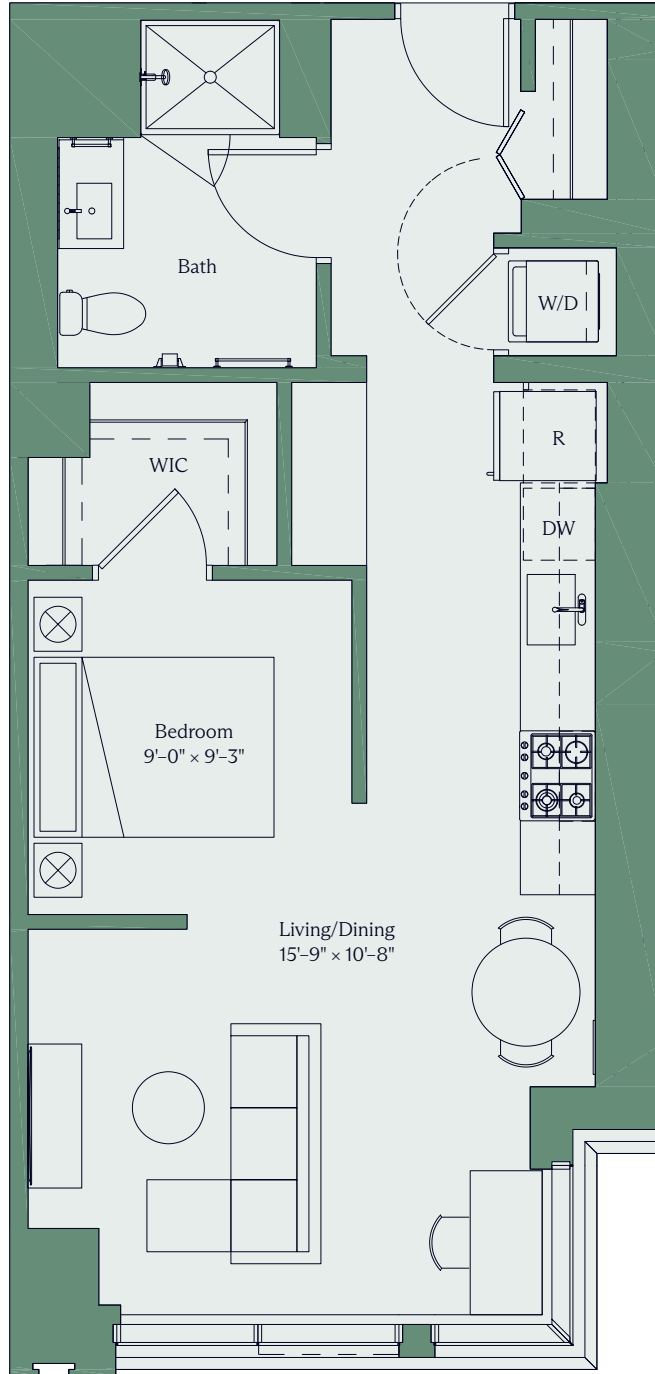 Bath
W/D
WIC
R
DW
Bedroom
9'–0" × 9'–3"
Living/Dining
15'–9" × 10'–8"